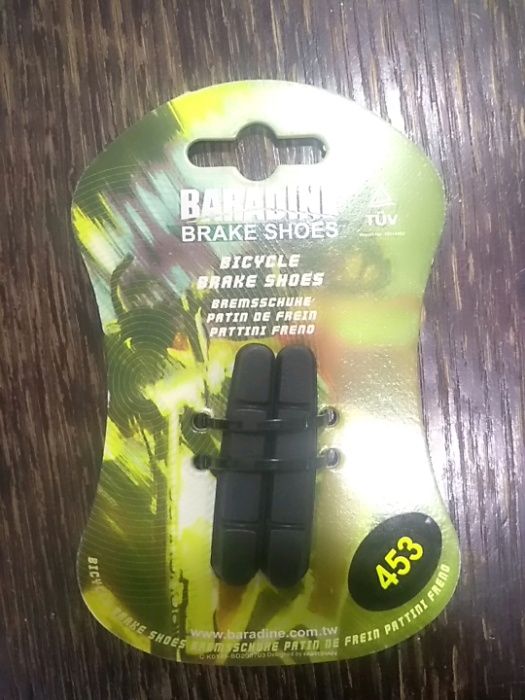 BARADINE
BRAKE SHOES
TÜV
BICYCLE
BRAKE SHOES
BREMSSCHUHE
PATIN DE FREIN
PATTINI FRENO
453
www.baradine.com.tw
BICYCLE BRAKE SHOES BREMSSCHUHE PATIN DE FREIN PATTINI FRENO